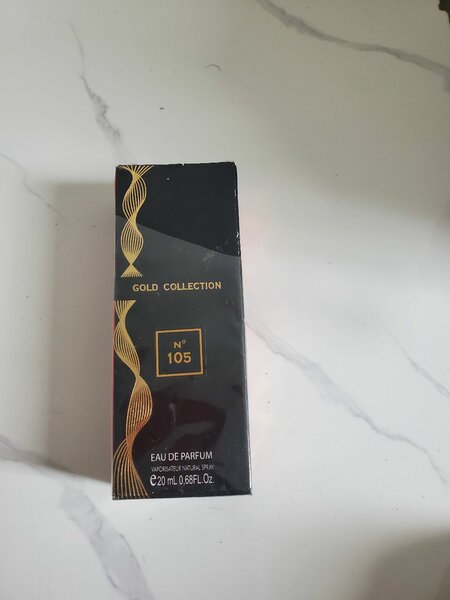 GOLD COLLECTION
N°
105
EAU DE PARFUM
VAPORISATEUR NATURAL SPRAY
℮20 mL 0,68FL.Oz.